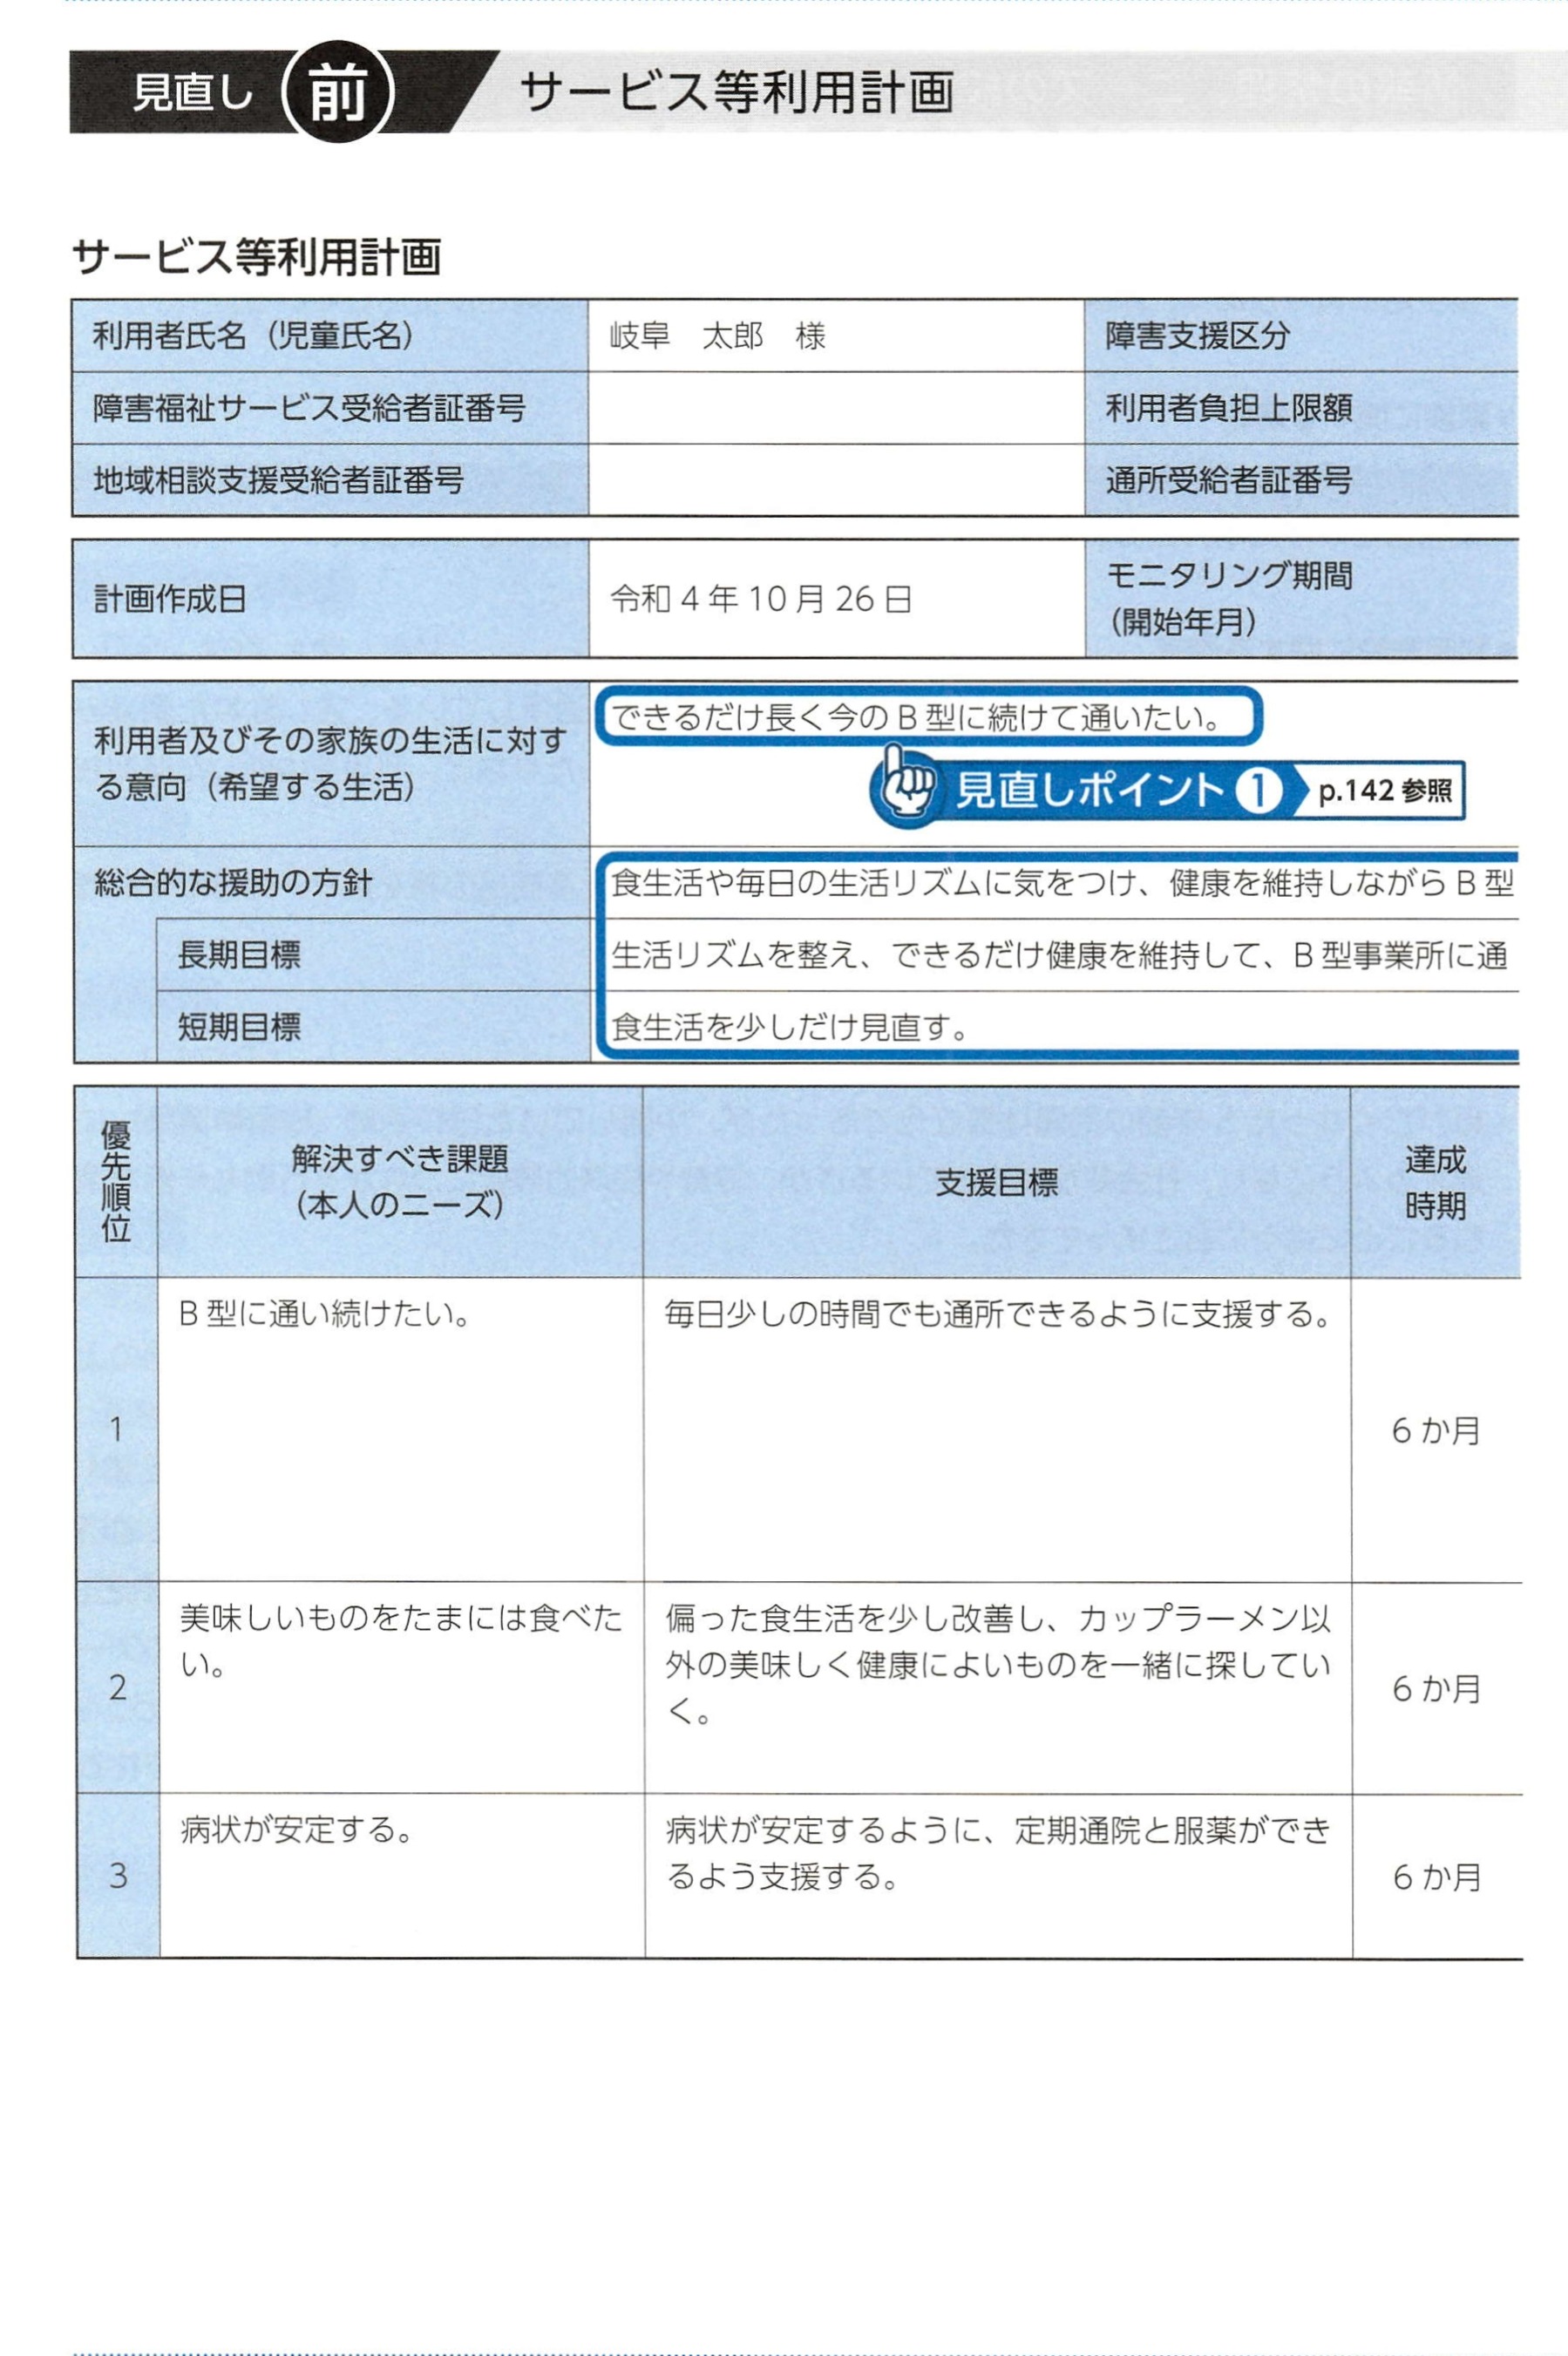 見直し 前 サービス等利用計画
サービス等利用計画
利用者氏名（児童氏名） 岐阜　太郎　様 障害支援区分
障害福祉サービス受給者証番号 利用者負担上限額
地域相談支援受給者証番号 通所受給者証番号
計画作成日 令和 4 年 10 月 26 日 モニタリング期間
（開始年月）
利用者及びその家族の生活に対す
る意向（希望する生活）
できるだけ長く今の B 型に続けて通いたい。
見直しポイント 1 p.142 参照
総合的な援助の方針 食生活や毎日の生活リズムに気をつけ、健康を維持しながら B 型
長期目標 生活リズムを整え、できるだけ健康を維持して、B 型事業所に通
短期目標 食生活を少しだけ見直す。
優先順位
解決すべき課題
（本人のニーズ）
支援目標
達成
時期
1
B 型に通い続けたい。
毎日少しの時間でも通所できるように支援する。
6 か月
2
美味しいものをたまには食べた
い。
偏った食生活を少し改善し、カップラーメン以
外の美味しく健康によいものを一緒に探してい
く。
6 か月
3
病状が安定する。
病状が安定するように、定期通院と服薬ができ
るよう支援する。
6 か月